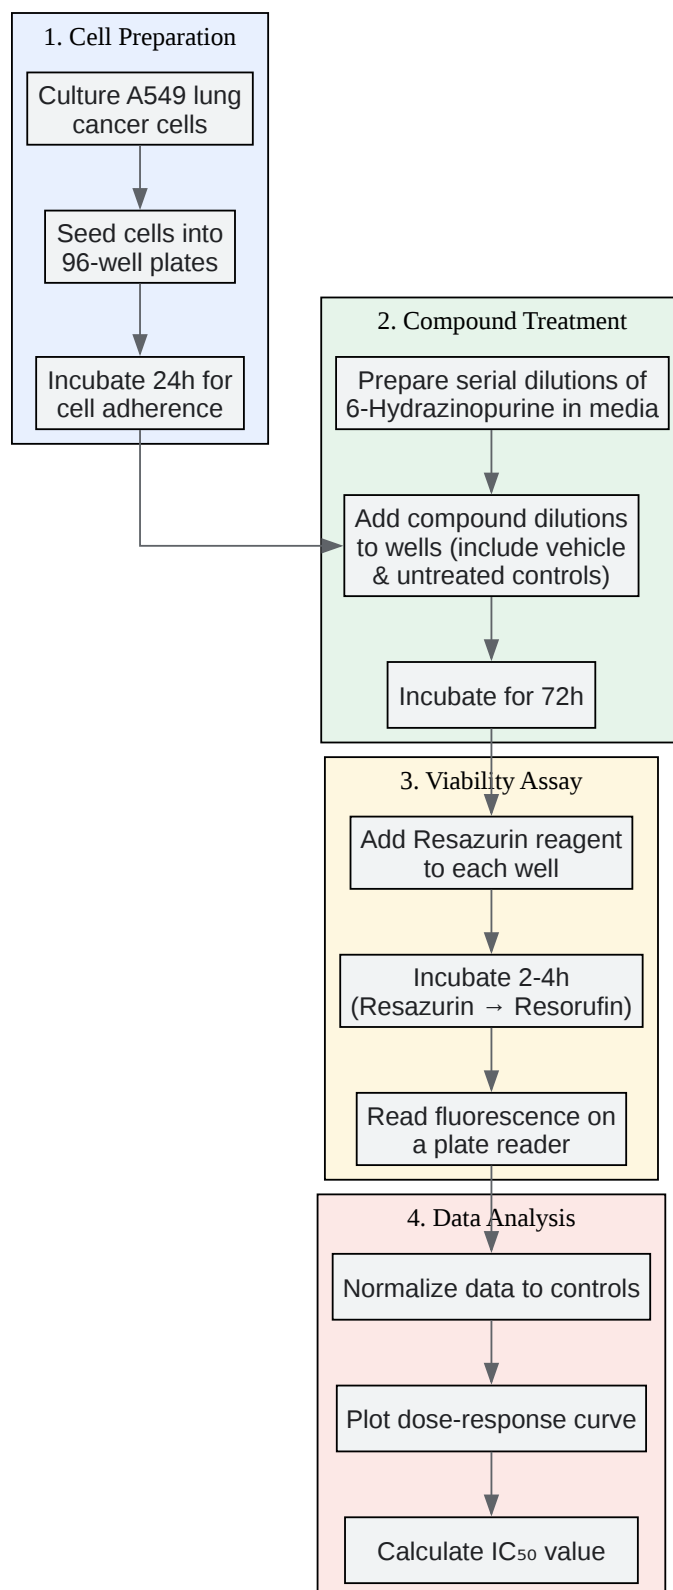 1. Cell Preparation
Culture A549 lung
cancer cells
Seed cells into
96-well plates
Incubate 24h for
cell adherence
2. Compound Treatment
Prepare serial dilutions of
6-Hydrazinopurine in media
Add compound dilutions
to wells (include vehicle
& untreated controls)
Incubate for 72h
3. Viability Assay
Add Resazurin reagent
to each well
Incubate 2-4h
(Resazurin → Resorufin)
Read fluorescence on
a plate reader
4. Data Analysis
Normalize data to controls
Plot dose-response curve
Calculate IC₅₀ value